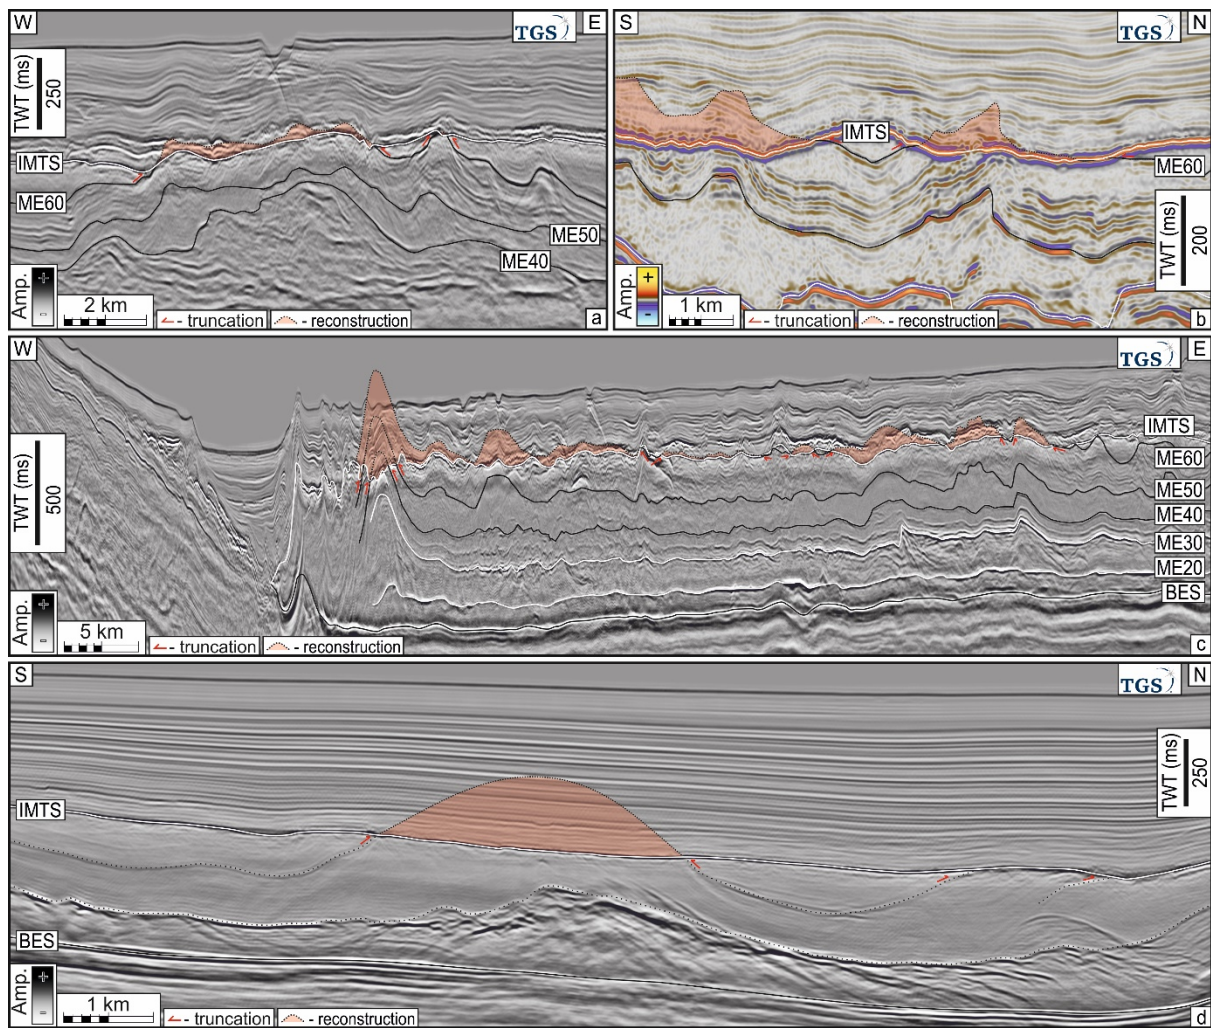 W
TGS
E
TWT (ms)
250
IMTS
ME60
ME50
ME40
Amp.
+
-
2 km
- truncation
- reconstruction
a
S
TGS
N
IMTS
ME60
TWT (ms)
200
Amp.
+
-
1 km
- truncation
- reconstruction
b
W
TGS
E
TWT (ms)
500
IMTS
ME60
ME50
ME40
ME30
ME20
BES
Amp.
+
-
5 km
- truncation
- reconstruction
c
S
TGS
N
TWT (ms)
250
IMTS
BES
Amp.
+
-
1 km
- truncation
- reconstruction
d